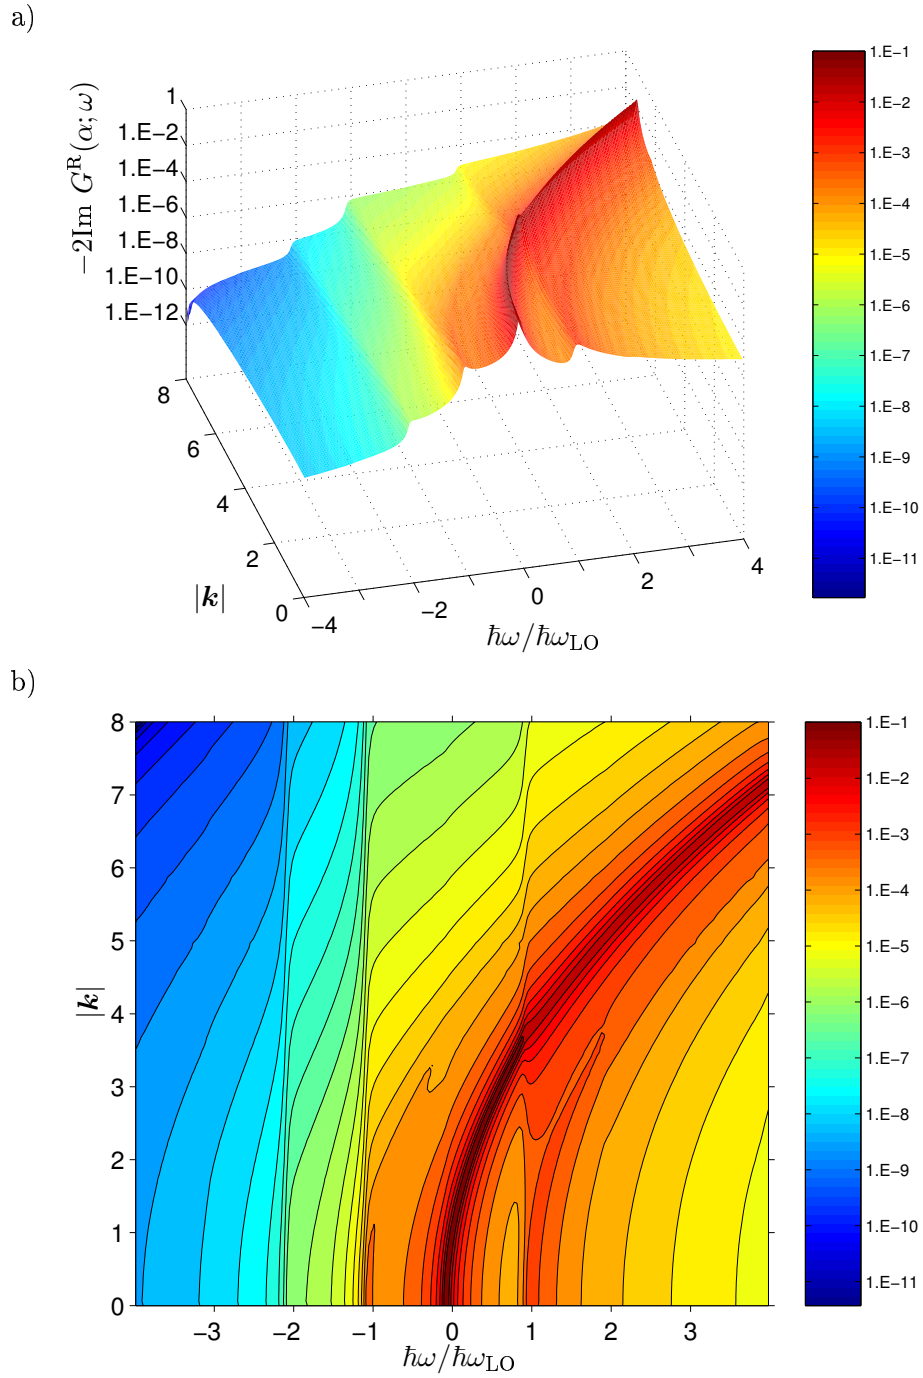 a)
−2Im G^R(α; ω)
1
1.E−2
1.E−4
1.E−6
1.E−8
1.E−10
1.E−12
8
6
4
2
0
|k|
−4
−2
0
2
4
ħω/ħω_LO
1.E−1
1.E−2
1.E−3
1.E−4
1.E−5
1.E−6
1.E−7
1.E−8
1.E−9
1.E−10
1.E−11
b)
8
7
6
5
4
3
2
1
0
|k|
−3
−2
−1
0
1
2
3
ħω/ħω_LO
1.E−1
1.E−2
1.E−3
1.E−4
1.E−5
1.E−6
1.E−7
1.E−8
1.E−9
1.E−10
1.E−11